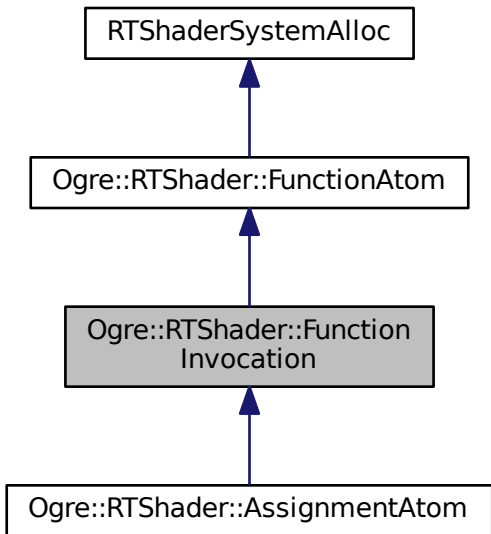 RTShaderSystemAlloc
Ogre::RTShader::FunctionAtom
Ogre::RTShader::Function
Invocation
Ogre::RTShader::AssignmentAtom